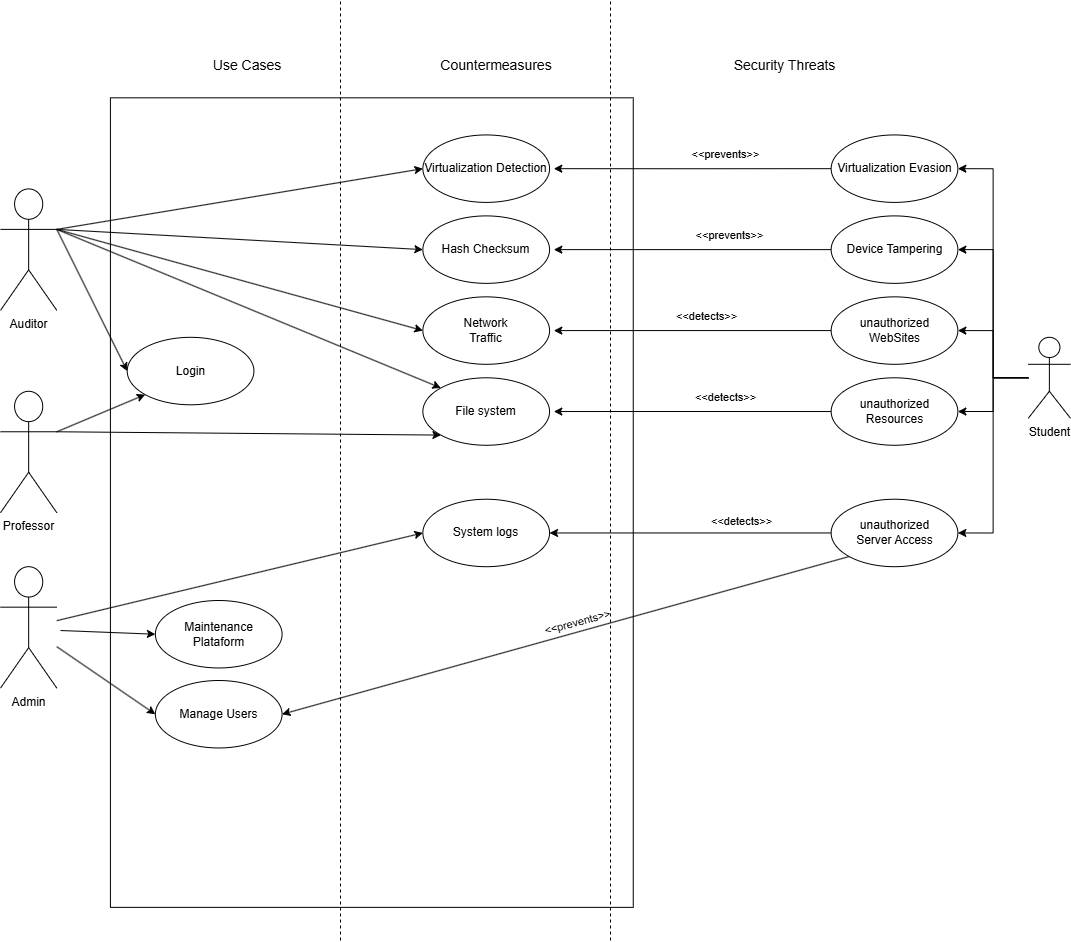 Use Cases
Countermeasures
Security Threats
<<prevents>>
Virtualization Detection
Virtualization Evasion
<<prevents>>
Hash Checksum
Device Tampering
<<detects>>
Network
Traffic
unauthorized
WebSites
Auditor
Login
<<detects>>
File system
unauthorized
Resources
Student
Professor
<<detects>>
System logs
unauthorized
Server Access
<<prevents>>
Maintenance
Plataform
Admin
Manage Users